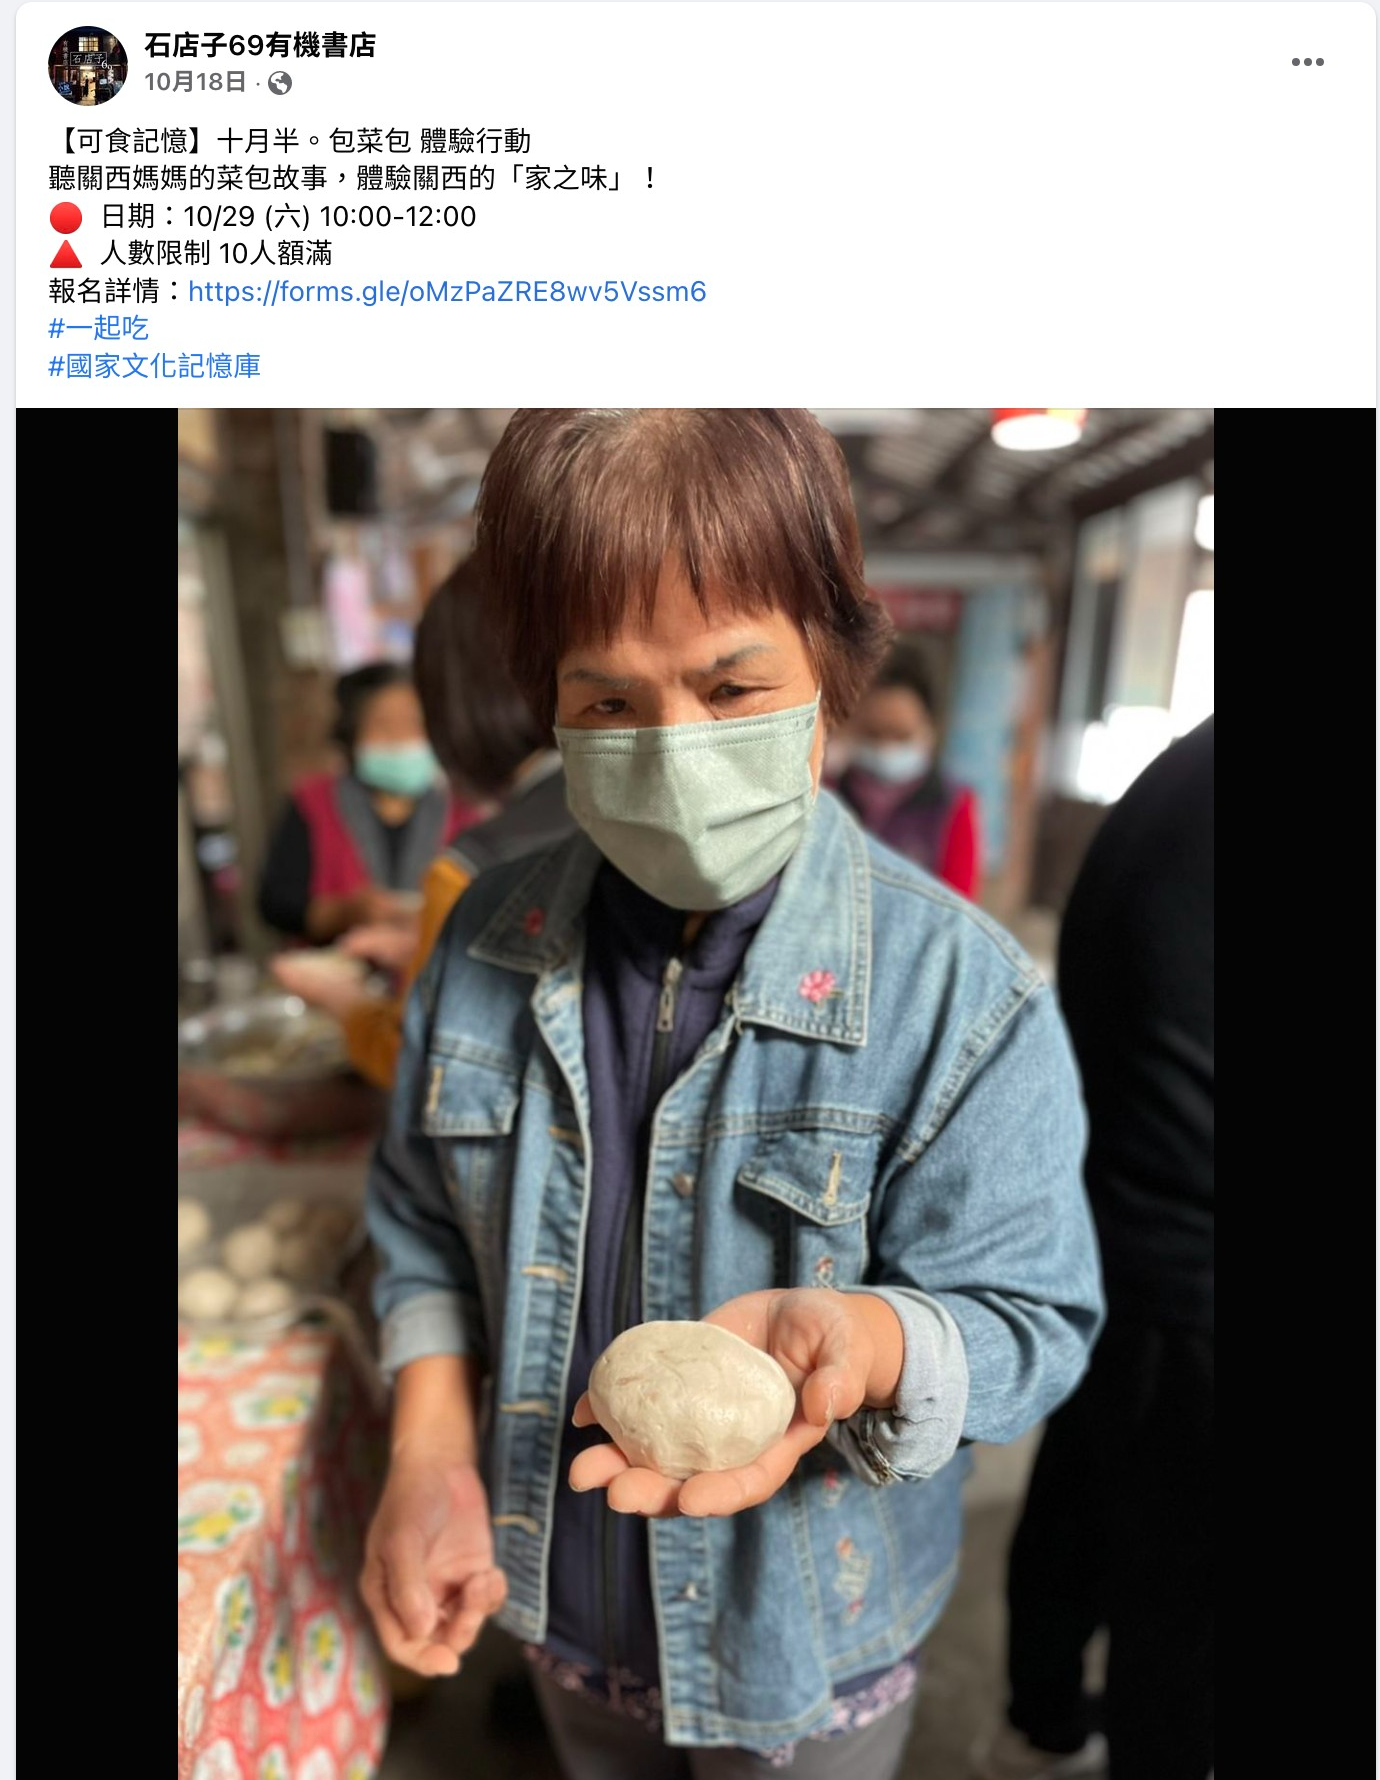 石店子69有機書店
10月18日 ·
【可食記憶】十月半。包菜包 體驗行動
聽關西媽媽的菜包故事，體驗關西的「家之味」！
🔴 日期：10/29 (六) 10:00-12:00
🔺 人數限制 10人額滿
報名詳情：https://forms.gle/oMzPaZRE8wv5Vssm6
#一起吃
#國家文化記憶庫